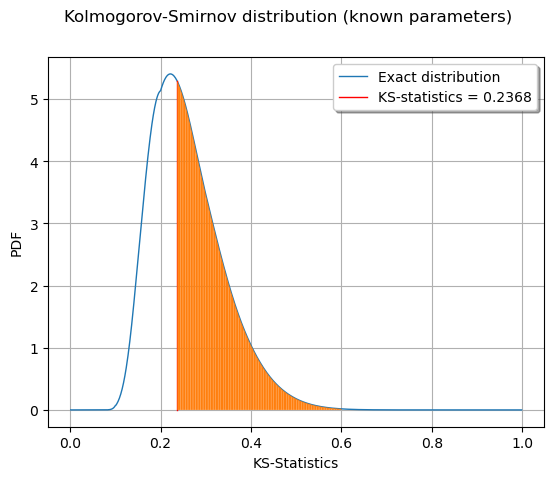 Kolmogorov-Smirnov distribution (known parameters)
Exact distribution
KS-statistics = 0.2368
PDF
5
4
3
2
1
0
0.0 0.2 0.4 0.6 0.8 1.0
KS-Statistics